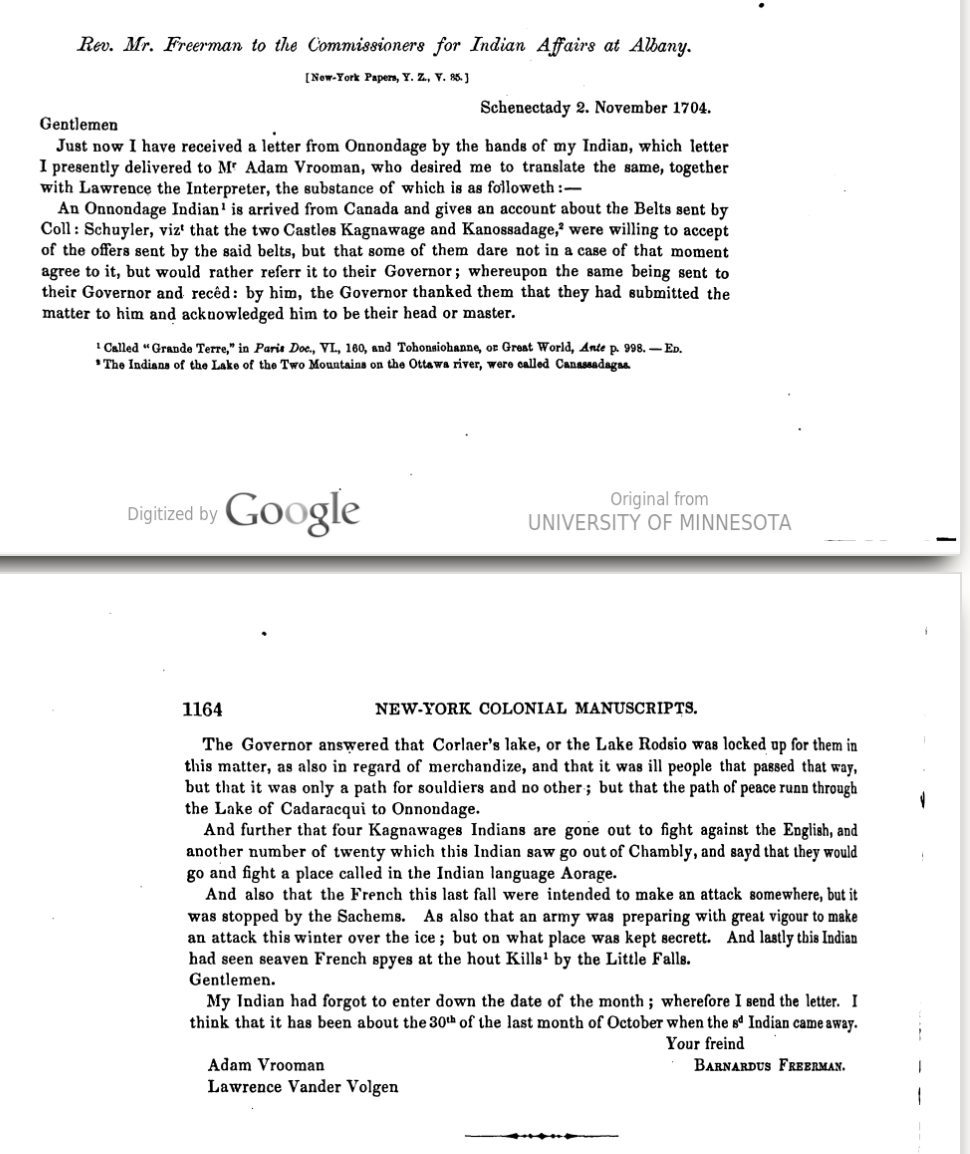 Rev. Mr. Freerman to the Commissioners for Indian Affairs at Albany.
[New-York Papers, Y. Z., V. 85.]
Schenectady 2. November 1704.
Gentlemen
Just now I have received a letter from Onnondage by the hands of my Indian, which letter
I presently delivered to Mr Adam Vrooman, who desired me to translate the same, together
with Lawrence the Interpreter, the substance of which is as followeth:—
An Onnondage Indian¹ is arrived from Canada and gives an account about the Belts sent by
Coll: Schuyler, vizt that the two Castles Kagnawage and Kanossadage,² were willing to accept
of the offers sent by the said belts, but that some of them dare not in a case of that moment
agree to it, but would rather referr it to their Governor; whereupon the same being sent to
their Governor and recêd: by him, the Governor thanked them that they had submitted the
matter to him and acknowledged him to be their head or master.
¹ Called “Grande Terre,” in Paris Doc., VI., 160, and Tohonsiohanne, or Great World, Ante p. 998. — ED.
² The Indians of the Lake of the Two Mountains on the Ottawa river, were called Canassadagas.
Digitized by Google
Original from
UNIVERSITY OF MINNESOTA
1164 NEW-YORK COLONIAL MANUSCRIPTS.
The Governor answered that Corlaer's lake, or the Lake Rodsio was locked up for them in
this matter, as also in regard of merchandize, and that it was ill people that passed that way,
but that it was only a path for souldiers and no other; but that the path of peace runn through
the Lake of Cadaracqui to Onnondage.
And further that four Kagnawages Indians are gone out to fight against the English, and
another number of twenty which this Indian saw go out of Chambly, and sayd that they would
go and fight a place called in the Indian language Aorage.
And also that the French this last fall were intended to make an attack somewhere, but it
was stopped by the Sachems. As also that an army was preparing with great vigour to make
an attack this winter over the ice; but on what place was kept secrett. And lastly this Indian
had seen seaven French spyes at the hout Kills¹ by the Little Falls.
Gentlemen.
My Indian had forgot to enter down the date of the month; wherefore I send the letter. I
think that it has been about the 30th of the last month of October when the sd Indian came away.
Your freind
Adam Vrooman BARNARDUS FREERMAN.
Lawrence Vander Volgen